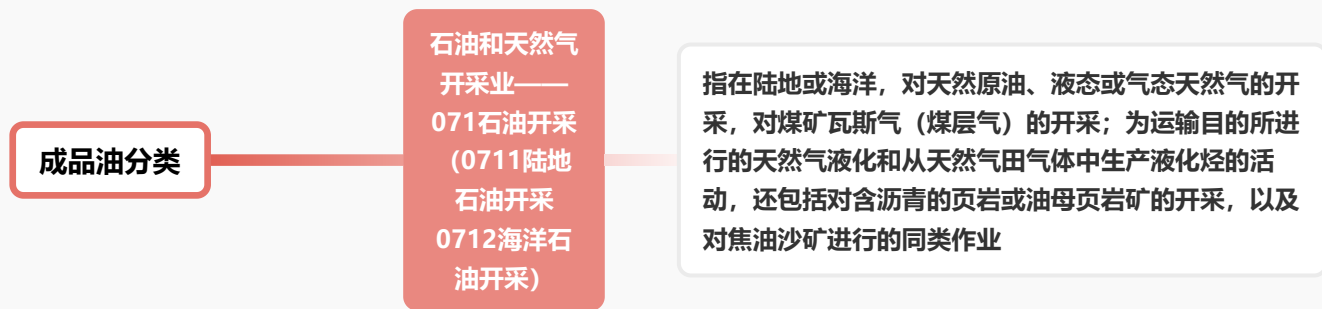 成品油分类
石油和天然气
开采业——
071石油开采
（0711陆地
石油开采
0712海洋石
油开采）
指在陆地或海洋，对天然原油、液态或气态天然气的开
采，对煤矿瓦斯气（煤层气）的开采；为运输目的所进
行的天然气液化和从天然气田气体中生产液化烃的活
动，还包括对含沥青的页岩或油母页岩矿的开采，以及
对焦油沙矿进行的同类作业